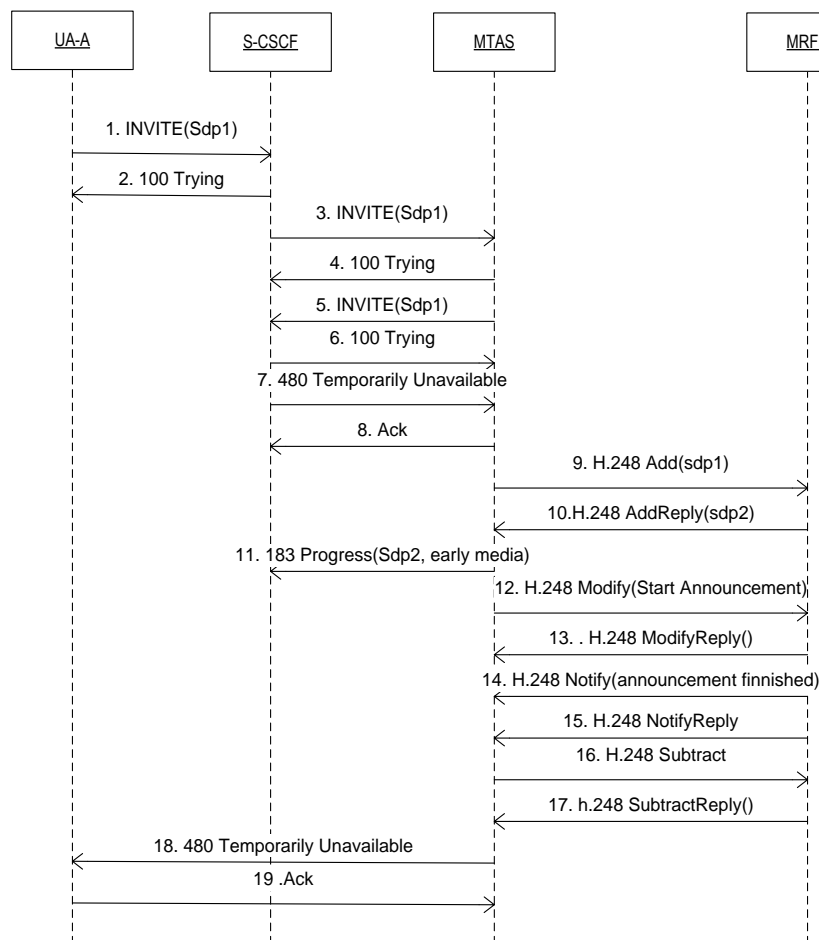 UA-A
S-CSCF
MTAS
MRF
1. INVITE(Sdp1)
2. 100 Trying
3. INVITE(Sdp1)
4. 100 Trying
5. INVITE(Sdp1)
6. 100 Trying
7. 480 Temporarily Unavailable
8. Ack
9. H.248 Add(sdp1)
10.H.248 AddReply(sdp2)
11. 183 Progress(Sdp2, early media)
12. H.248 Modify(Start Announcement)
13. . H.248 ModifyReply()
14. H.248 Notify(announcement finnished)
15. H.248 NotifyReply
16. H.248 Subtract
17. h.248 SubtractReply()
18. 480 Temporarily Unavailable
19 .Ack